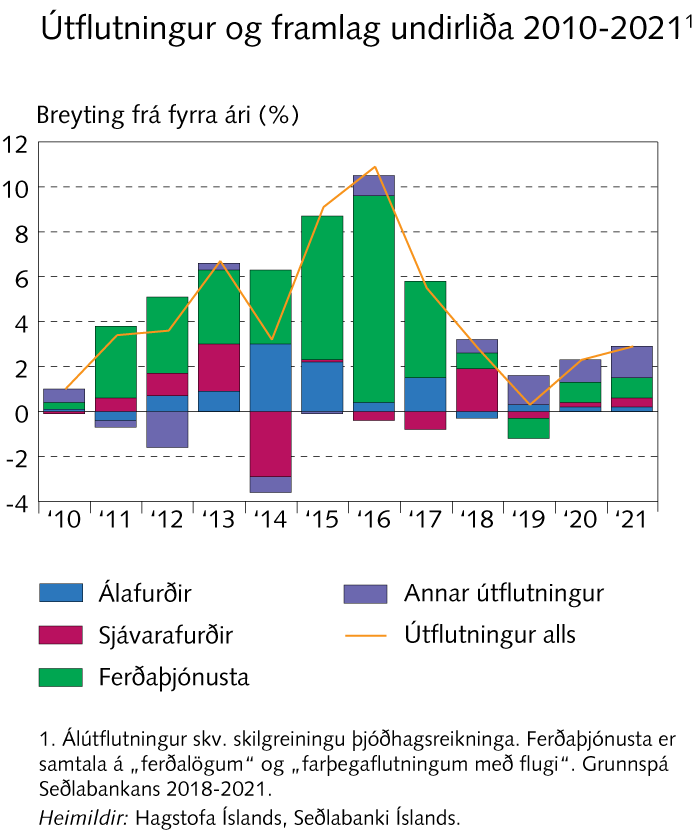 Útflutningur og framlag undirliða 2010-2021¹
Breyting frá fyrra ári (%)
12
10
8
6
4
2
0
-2
-4
‘10 ‘11 ‘12 ‘13 ‘14 ‘15 ‘16 ‘17 ‘18 ‘19 ‘20 ‘21
Álafurðir
Sjávarafurðir
Ferðaþjónusta
Annar útflutningur
Útflutningur alls
1. Álútflutningur skv. skilgreiningu þjóðhagsreikninga. Ferðaþjónusta er
samtala á „ferðalögum“ og „farþegaflutningum með flugi“. Grunnspá
Seðlabankans 2018-2021.
Heimildir: Hagstofa Íslands, Seðlabanki Íslands.